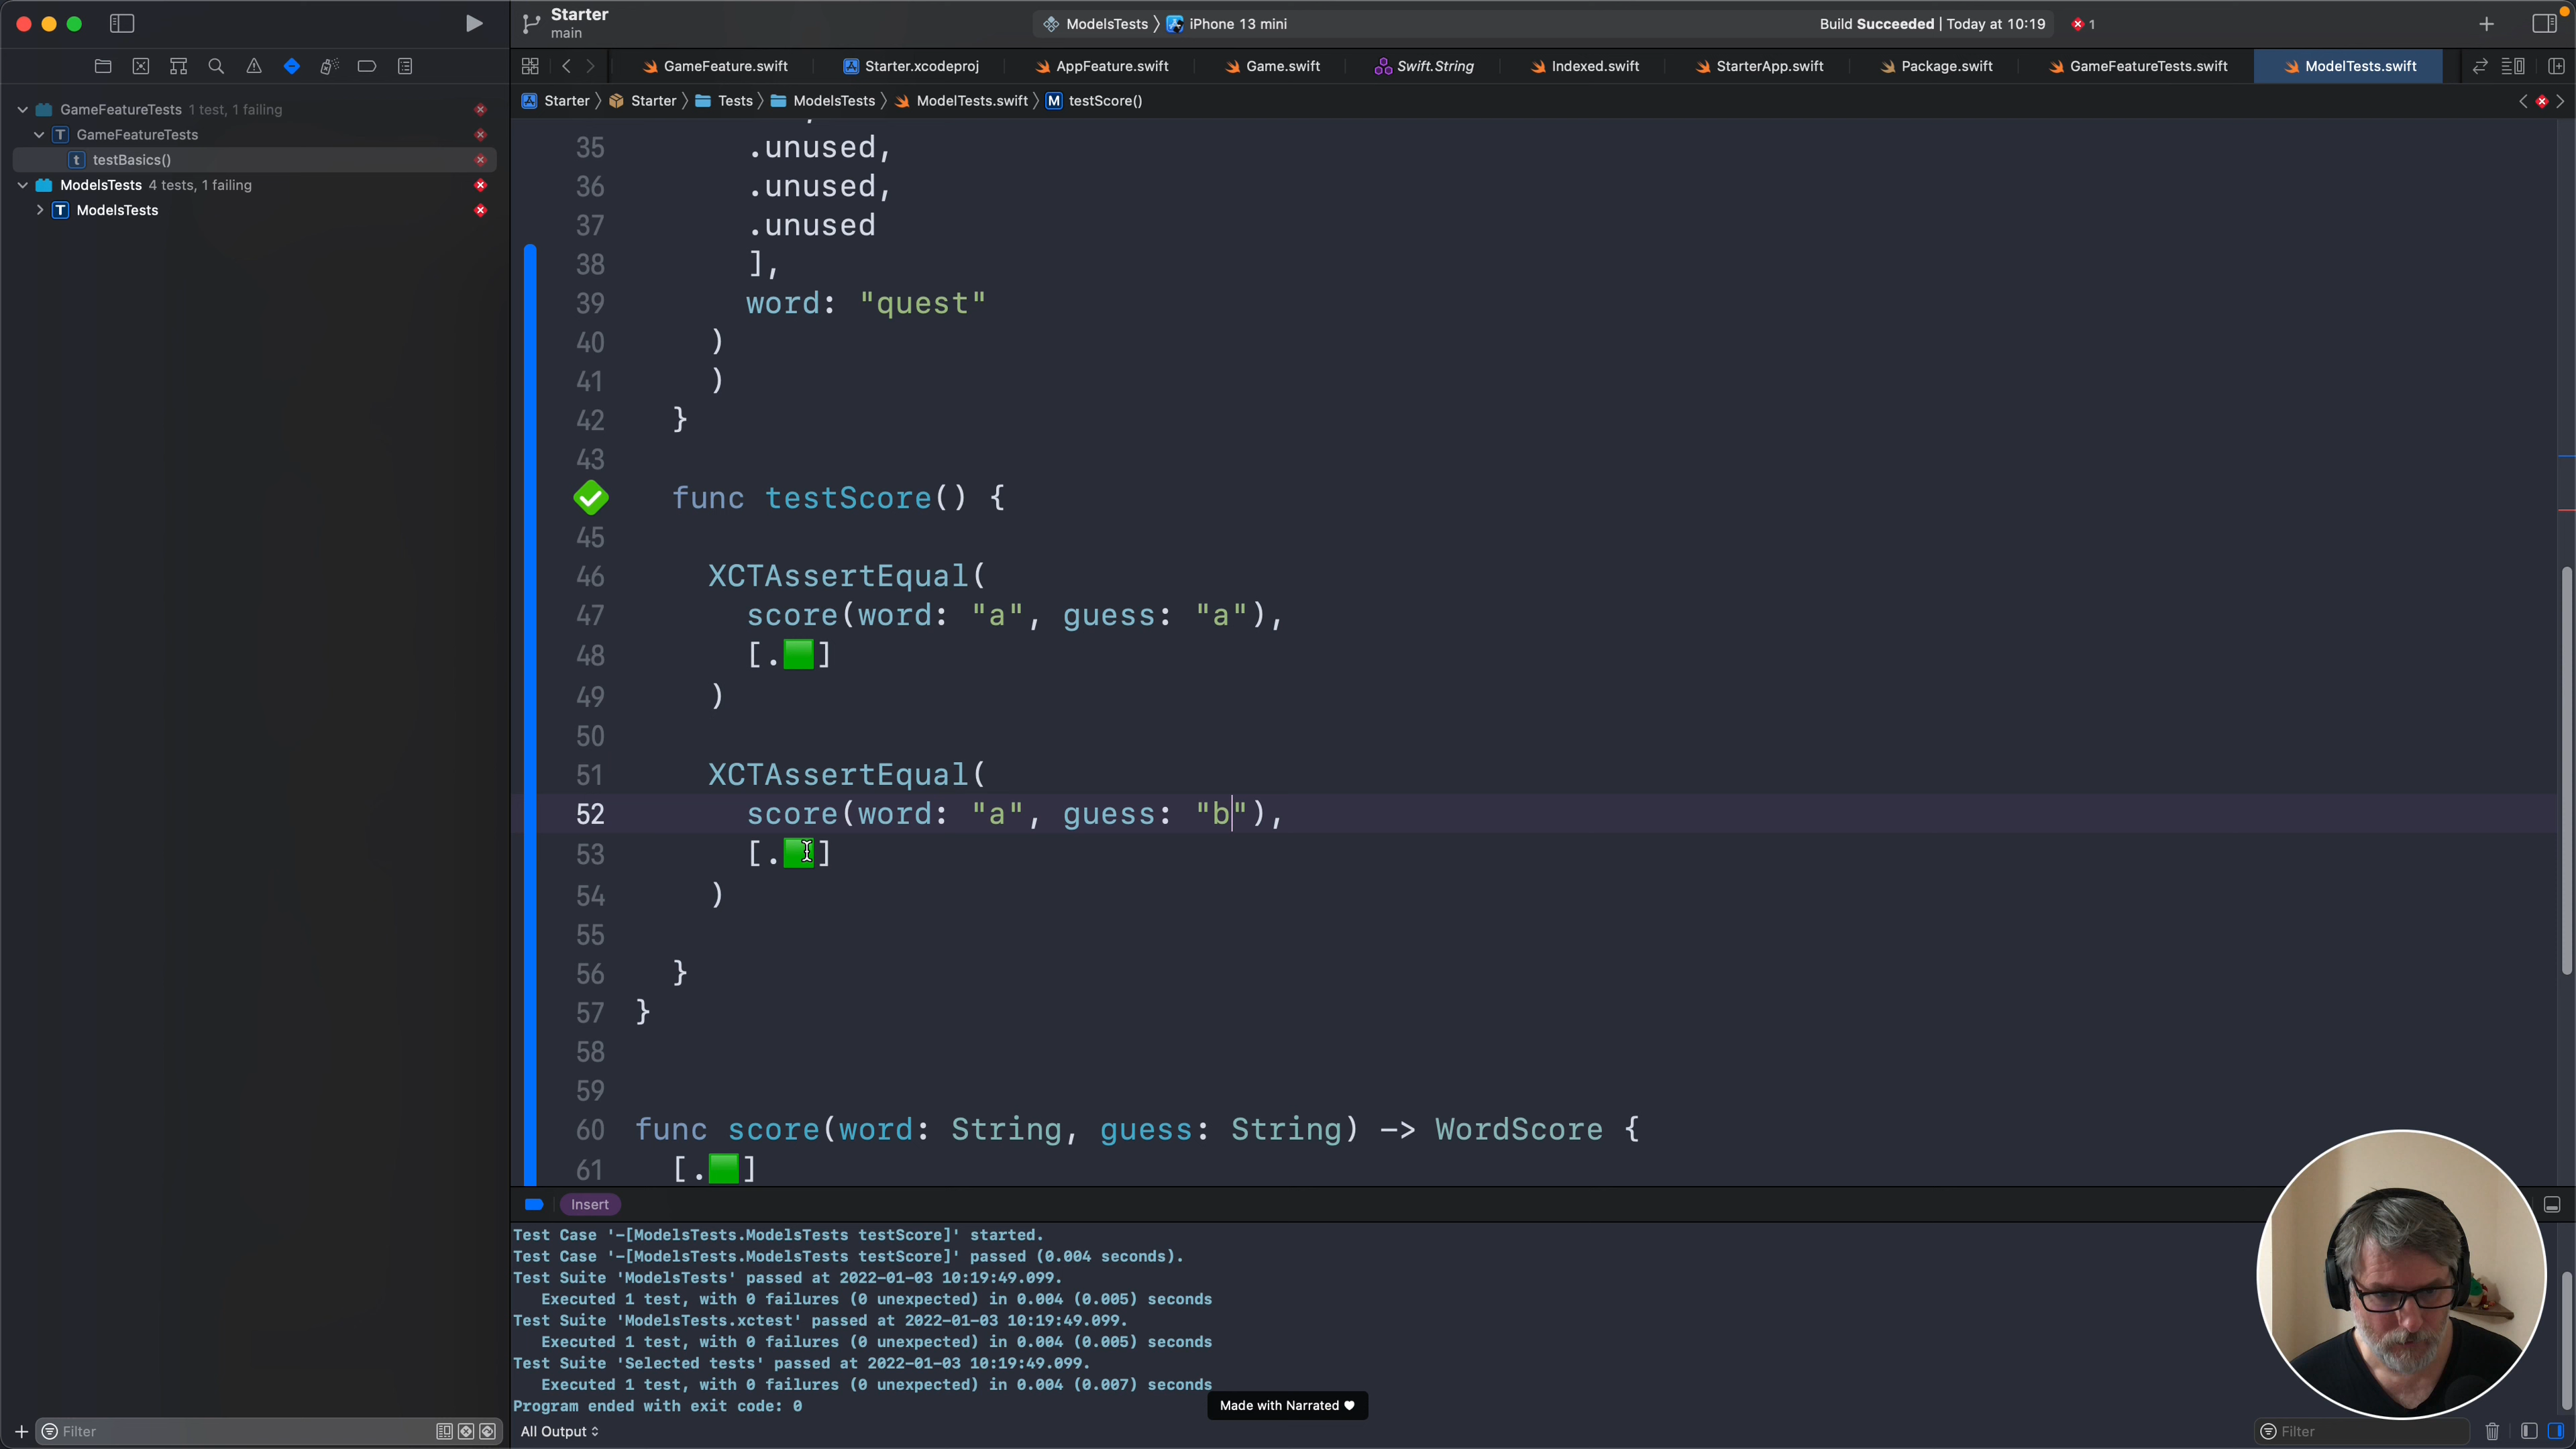 Starter
main
ModelsTests
iPhone 13 mini
Build Succeeded | Today at 10:19
1
GameFeature.swift
Starter.xcodeproj
AppFeature.swift
Game.swift
Swift.String
Indexed.swift
StarterApp.swift
Package.swift
GameFeatureTests.swift
ModelTests.swift
Starter
Starter
Tests
ModelsTests
ModelTests.swift
M testScore()
GameFeatureTests 1 test, 1 failing
T GameFeatureTests
t testBasics()
ModelsTests 4 tests, 1 failing
T ModelsTests
35 .unused,
36 .unused,
37 .unused
38 ],
39 word: "quest"
40 )
41 )
42 }
43
func testScore() {
45
46 XCTAssertEqual(
47 score(word: "a", guess: "a"),
48 [.🟩]
49 )
50
51 XCTAssertEqual(
52 score(word: "a", guess: "b"),
53 [.🟩]
54 )
55
56 }
57 }
58
59
60 func score(word: String, guess: String) -> WordScore {
61 [.🟩]
Insert
Test Case '-[ModelsTests.ModelsTests testScore]' started.
Test Case '-[ModelsTests.ModelsTests testScore]' passed (0.004 seconds).
Test Suite 'ModelsTests' passed at 2022-01-03 10:19:49.099.
Executed 1 test, with 0 failures (0 unexpected) in 0.004 (0.005) seconds
Test Suite 'ModelsTests.xctest' passed at 2022-01-03 10:19:49.099.
Executed 1 test, with 0 failures (0 unexpected) in 0.004 (0.005) seconds
Test Suite 'Selected tests' passed at 2022-01-03 10:19:49.099.
Executed 1 test, with 0 failures (0 unexpected) in 0.004 (0.007) seconds
Program ended with exit code: 0
Made with Narrated ♥
Filter
All Output
Filter